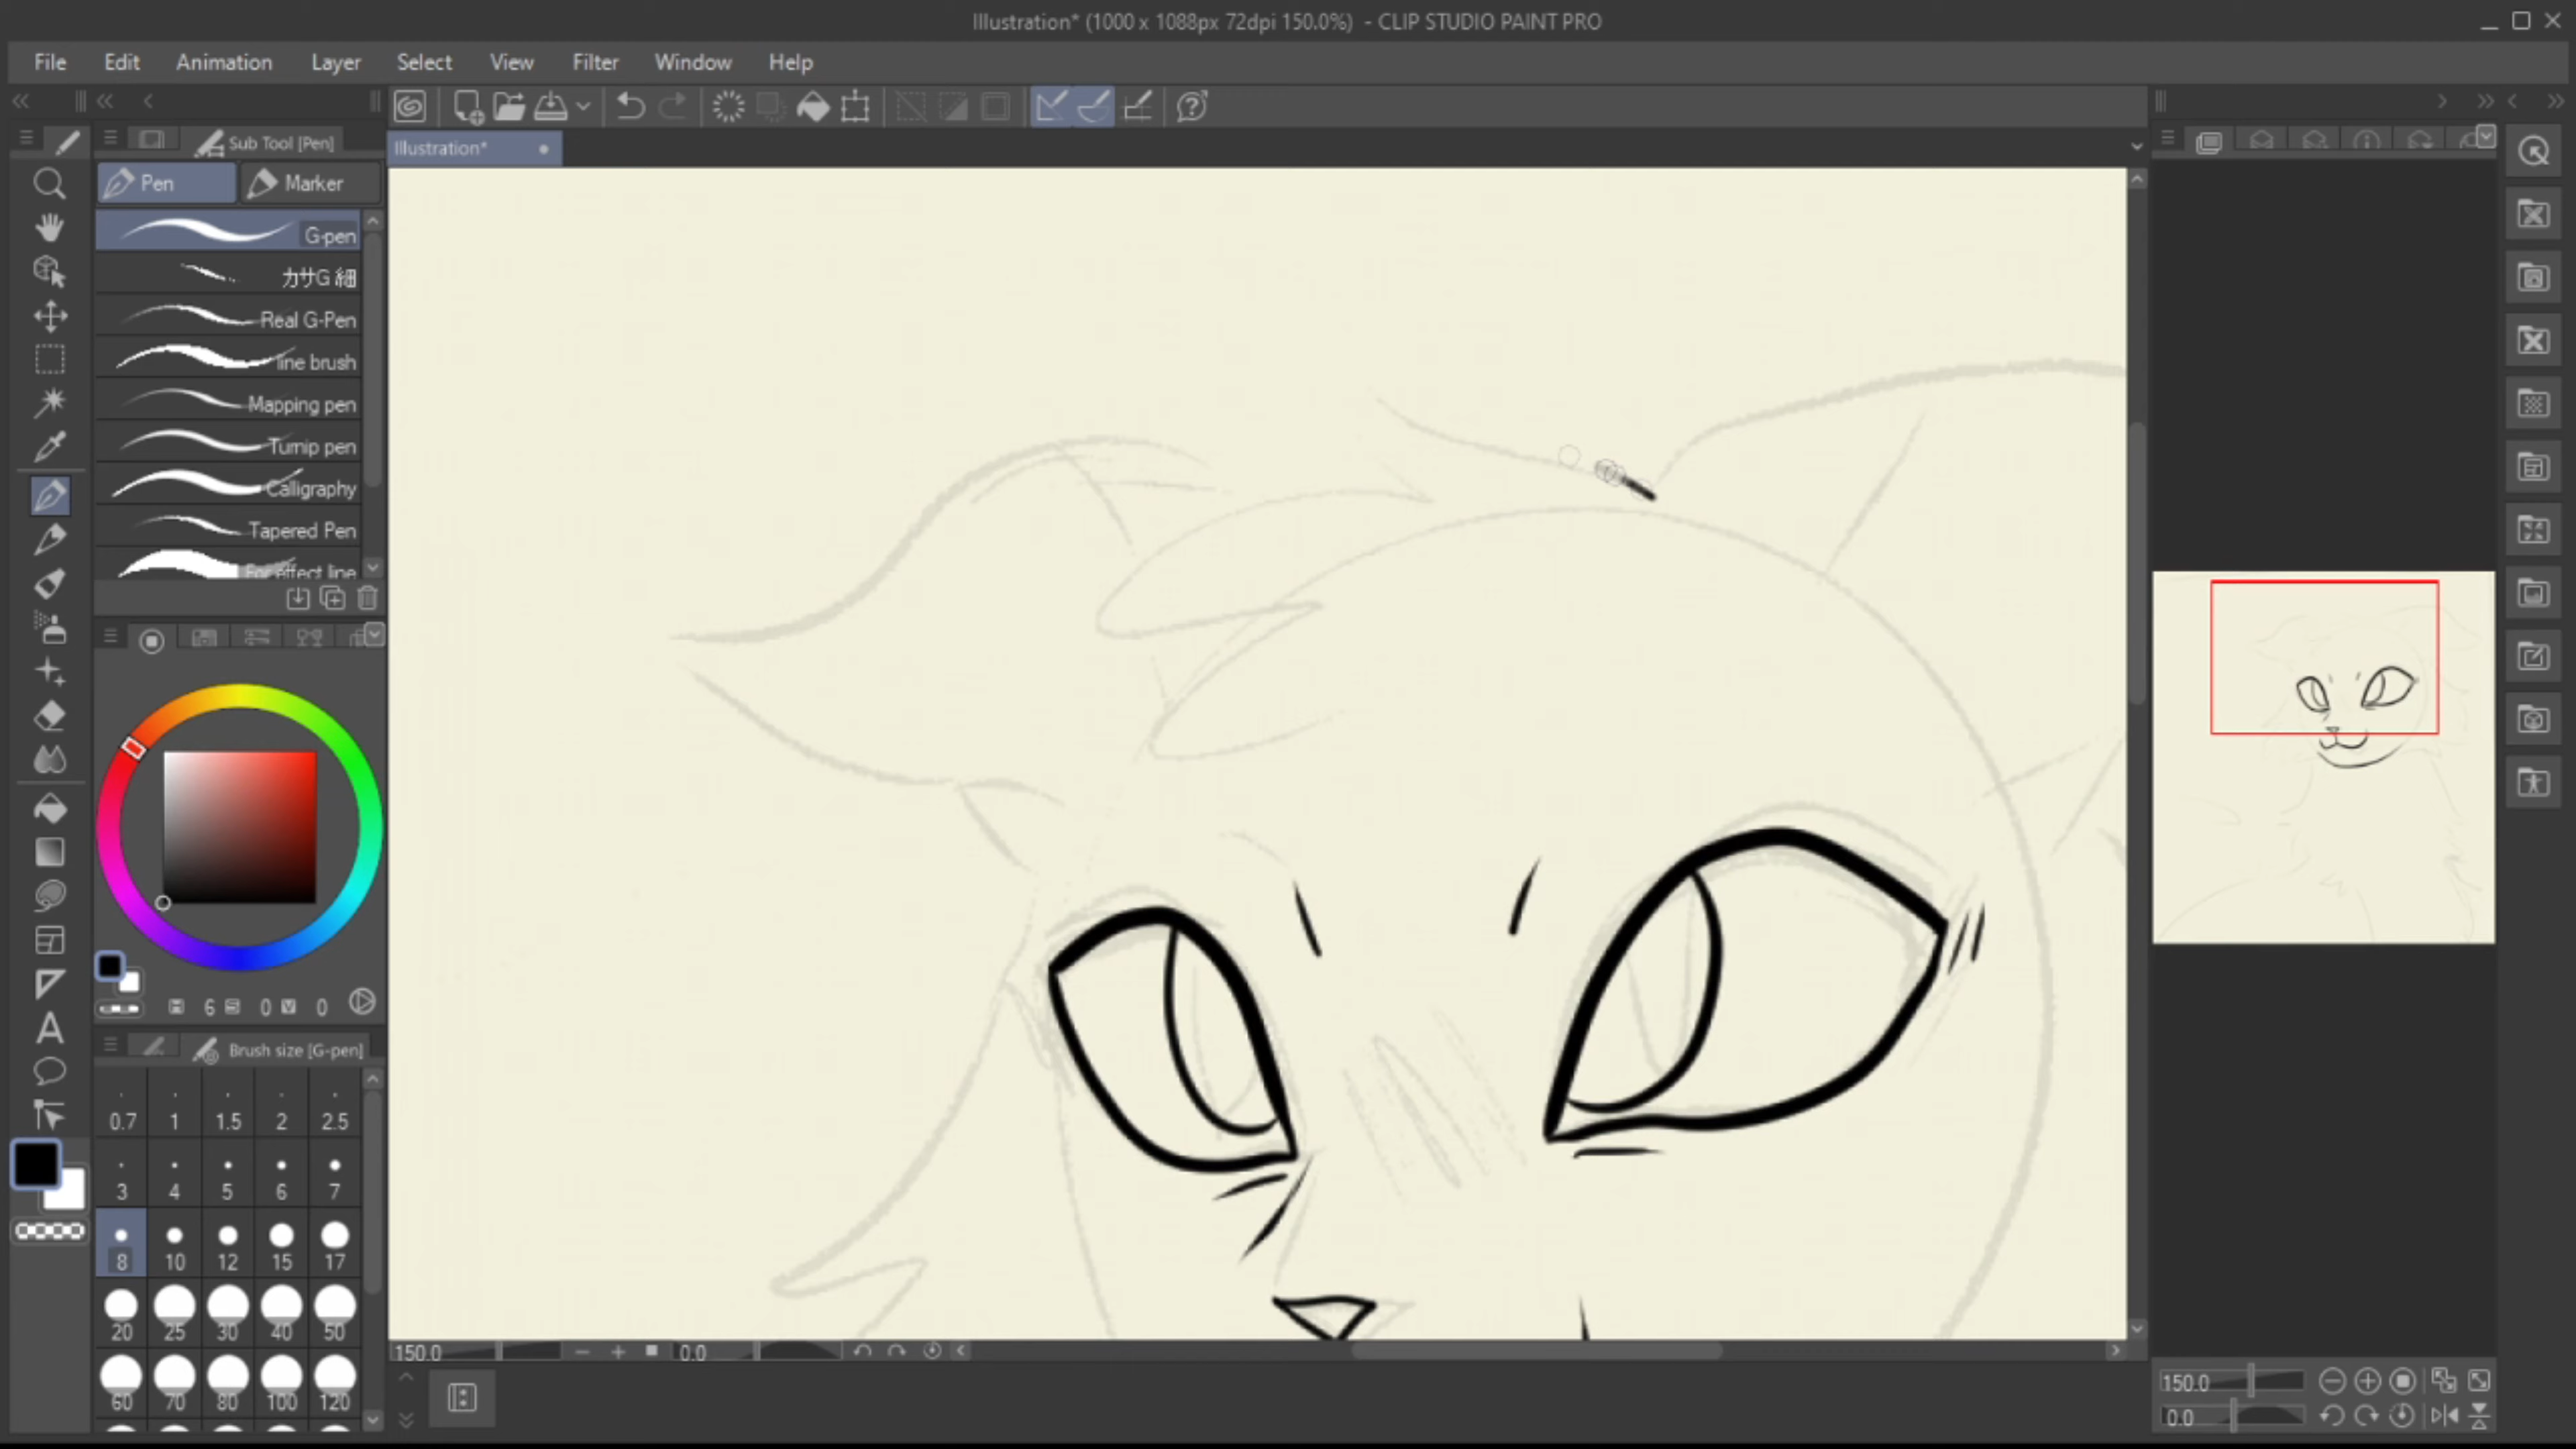 Illustration* (1000 x 1088px 72dpi 150.0%) - CLIP STUDIO PAINT PRO
File Edit Animation Layer Select View Filter Window Help
Sub Tool [Pen]
Illustration*
Pen Marker
G-pen
カサG 細
Real G-Pen
line brush
Mapping pen
Turnip pen
Calligraphy
Tapered Pen
For effect line
6 0 0
Brush size [G-pen]
0.7 1 1.5 2 2.5
3 4 5 6 7
8 10 12 15 17
20 25 30 40 50
60 70 80 100 120
150.0 0.0
150.0
0.0